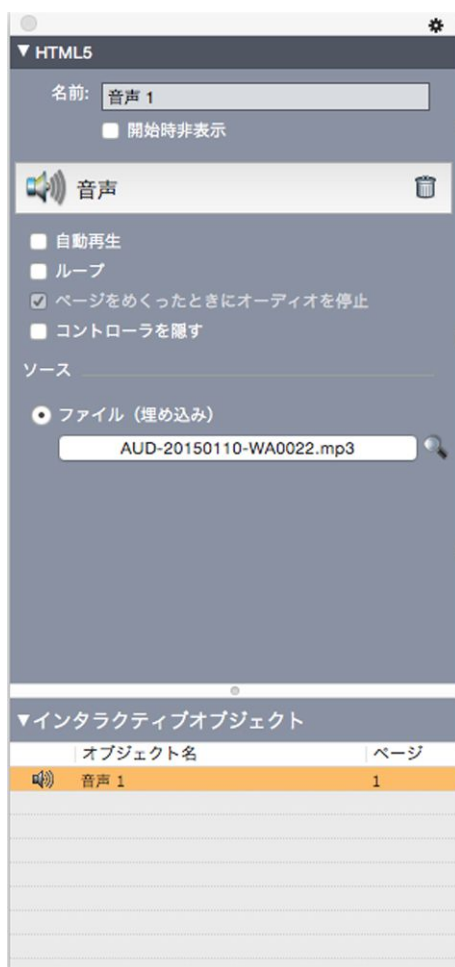 HTML5
名前: 音声 1
開始時非表示
音声
自動再生
ループ
ページをめくったときにオーディオを停止
コントローラを隠す
ソース
ファイル（埋め込み）
AUD-20150110-WA0022.mp3
インタラクティブオブジェクト
オブジェクト名 ページ
音声 1 1